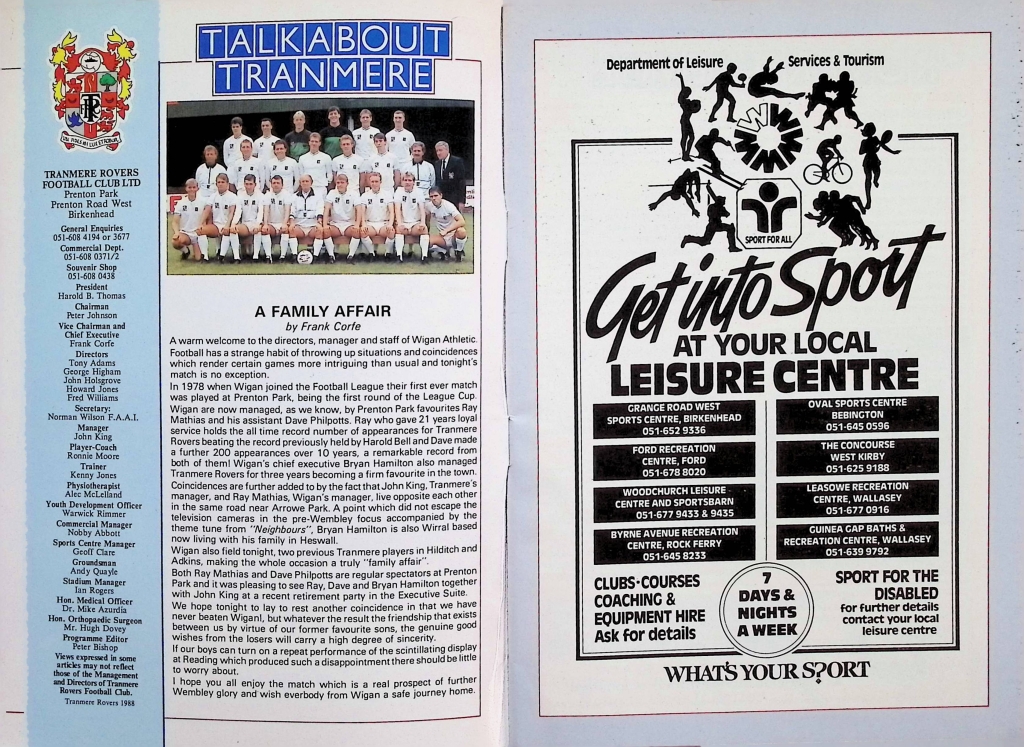 TALKABOUT
TRANMERE
TRANMERE ROVERS
FOOTBALL CLUB LTD
Prenton Park
Prenton Road West
Birkenhead
General Enquiries
051-608 4194 or 3677
Commercial Dept.
051-608 0371/2
Souvenir Shop
051-608 0438
President
Harold B. Thomas
Chairman
Peter Johnson
Vice Chairman and
Chief Executive
Frank Corfe
Directors
Tony Adams
George Higham
John Holsgrove
Howard Jones
Fred Williams
Secretary:
Norman Wilson F.A.A.I.
Manager
John King
Player-Coach
Ronnie Moore
Trainer
Kenny Jones
Physiotherapist
Alec McLelland
Youth Development Officer
Warwick Rimmer
Commercial Manager
Nobby Abbott
Sports Centre Manager
Geoff Clare
Groundsman
Andy Quayle
Stadium Manager
Ian Rogers
Hon. Medical Officer
Dr. Mike Azurdia
Hon. Orthopaedic Surgeon
Mr. Hugh Dovey
Programme Editor
Peter Bishop
Views expressed in some
articles may not reflect
those of the Management
and Directors of Tranmere
Rovers Football Club.
Tranmere Rovers 1988
A FAMILY AFFAIR
by Frank Corfe
A warm welcome to the directors, manager and staff of Wigan Athletic.
Football has a strange habit of throwing up situations and coincidences
which render certain games more intriguing than usual and tonight's
match is no exception.
In 1978 when Wigan joined the Football League their first ever match
was played at Prenton Park, being the first round of the League Cup.
Wigan are now managed, as we know, by Prenton Park favourites Ray
Mathias and his assistant Dave Philpotts. Ray who gave 21 years loyal
service holds the all time record number of appearances for Tranmere
Rovers beating the record previously held by Harold Bell and Dave made
a further 200 appearances over 10 years, a remarkable record from
both of them! Wigan's chief executive Bryan Hamilton also managed
Tranmere Rovers for three years becoming a firm favourite in the town.
Coincidences are further added to by the fact that John King, Tranmere's
manager, and Ray Mathias, Wigan's manager, live opposite each other
in the same road near Arrowe Park. A point which did not escape the
television cameras in the pre-Wembley focus accompanied by the
theme tune from "Neighbours", Bryan Hamilton is also Wirral based
now living with his family in Heswall.
Wigan also field tonight, two previous Tranmere players in Hilditch and
Adkins, making the whole occasion a truly "family affair".
Both Ray Mathias and Dave Philpotts are regular spectators at Prenton
Park and it was pleasing to see Ray, Dave and Bryan Hamilton together
with John King at a recent retirement party in the Executive Suite.
We hope tonight to lay to rest another coincidence in that we have
never beaten Wigan!, but whatever the result the friendship that exists
between us by virtue of our former favourite sons, the genuine good
wishes from the losers will carry a high degree of sincerity.
If our boys can turn on a repeat performance of the scintillating display
at Reading which produced such a disappointment there should be little
to worry about.
I hope you all enjoy the match which is a real prospect of further
Wembley glory and wish everbody from Wigan a safe journey home.
Department of Leisure Services & Tourism
SPORT FOR ALL
Get into Sport
AT YOUR LOCAL
LEISURE CENTRE
GRANGE ROAD WEST
SPORTS CENTRE, BIRKENHEAD
051-652 9336
OVAL SPORTS CENTRE
BEBINGTON
051-645 0596
FORD RECREATION
CENTRE, FORD
051-678 8020
THE CONCOURSE
WEST KIRBY
051-625 9188
WOODCHURCH LEISURE
CENTRE AND SPORTSBARN
051-677 9433 & 9435
LEASOWE RECREATION
CENTRE, WALLASEY
051-677 0916
BYRNE AVENUE RECREATION
CENTRE, ROCK FERRY
051-645 8233
GUINEA GAP BATHS &
RECREATION CENTRE, WALLASEY
051-639 9792
CLUBS·COURSES
COACHING &
EQUIPMENT HIRE
Ask for details
7
DAYS &
NIGHTS
A WEEK
SPORT FOR THE
DISABLED
for further details
contact your local
leisure centre
WHAT'S YOUR S?ORT